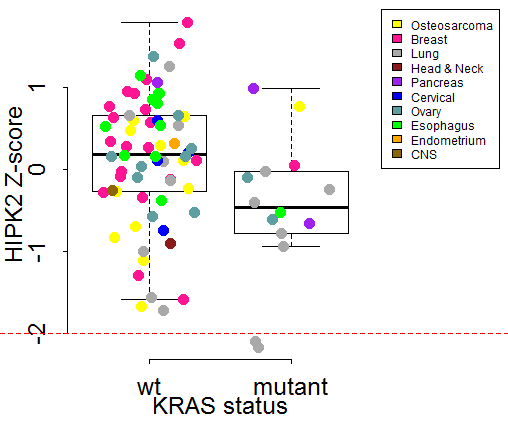 Osteosarcoma
Breast
Lung
Head & Neck
Pancreas
Cervical
Ovary
Esophagus
Endometrium
CNS
HIPK2 Z-score
1
0
-1
-2
wt mutant
KRAS status